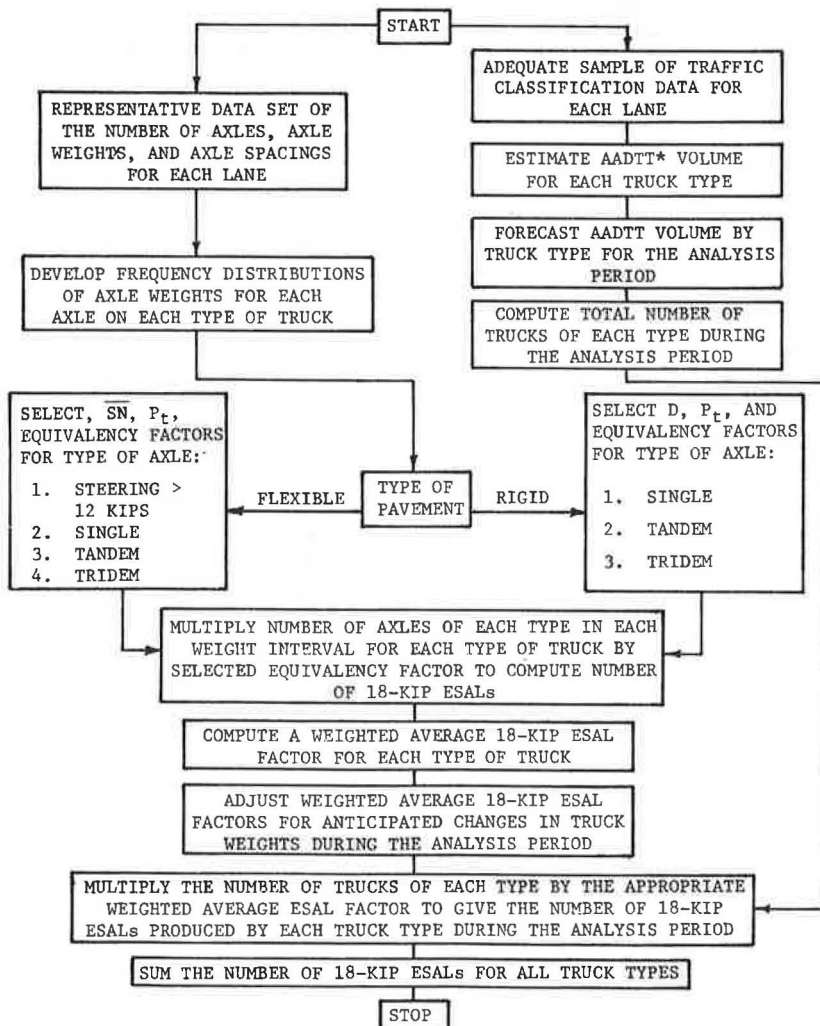 START
REPRESENTATIVE DATA SET OF
THE NUMBER OF AXLES, AXLE
WEIGHTS, AND AXLE SPACINGS
FOR EACH LANE
ADEQUATE SAMPLE OF TRAFFIC
CLASSIFICATION DATA FOR
EACH LANE
ESTIMATE AADTT* VOLUME
FOR EACH TRUCK TYPE
FORECAST AADTT VOLUME BY
TRUCK TYPE FOR THE ANALYSIS
PERIOD
DEVELOP FREQUENCY DISTRIBUTIONS
OF AXLE WEIGHTS FOR EACH
AXLE ON EACH TYPE OF TRUCK
COMPUTE TOTAL NUMBER OF
TRUCKS OF EACH TYPE DURING
THE ANALYSIS PERIOD
SELECT, S̅N̅, Pt,
EQUIVALENCY FACTORS
FOR TYPE OF AXLE:
1. STEERING >
12 KIPS
2. SINGLE
3. TANDEM
4. TRIDEM
FLEXIBLE
TYPE OF
PAVEMENT
RIGID
SELECT D, Pt, AND
EQUIVALENCY FACTORS
FOR TYPE OF AXLE:
1. SINGLE
2. TANDEM
3. TRIDEM
MULTIPLY NUMBER OF AXLES OF EACH TYPE IN EACH
WEIGHT INTERVAL FOR EACH TYPE OF TRUCK BY
SELECTED EQUIVALENCY FACTOR TO COMPUTE NUMBER
OF 18-KIP ESALs
COMPUTE A WEIGHTED AVERAGE 18-KIP ESAL
FACTOR FOR EACH TYPE OF TRUCK
ADJUST WEIGHTED AVERAGE 18-KIP ESAL
FACTORS FOR ANTICIPATED CHANGES IN TRUCK
WEIGHTS DURING THE ANALYSIS PERIOD
MULTIPLY THE NUMBER OF TRUCKS OF EACH TYPE BY THE APPROPRIATE
WEIGHTED AVERAGE ESAL FACTOR TO GIVE THE NUMBER OF 18-KIP
ESALs PRODUCED BY EACH TRUCK TYPE DURING THE ANALYSIS PERIOD
SUM THE NUMBER OF 18-KIP ESALs FOR ALL TRUCK TYPES
STOP